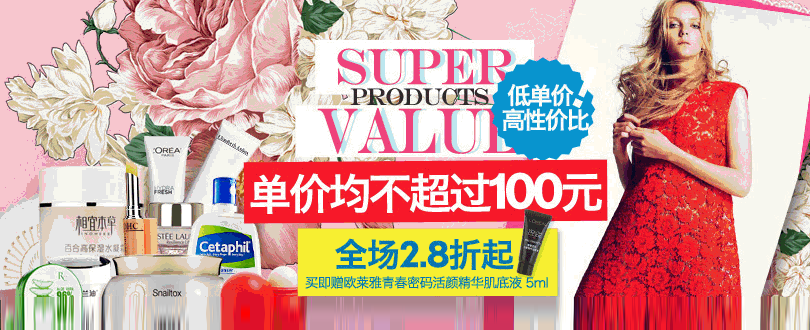 SUPER
PRODUCTS
VALUE
低单价
高性价比
单价均不超过100元
全场2.8折起
买即赠欧莱雅青春密码活颜精华肌底液 5ml
L'OREAL
PARIS
HYDRA
FRESH
相宜本草
百合高保湿水凝霜
HC
Cetaphil
Snailtox
R